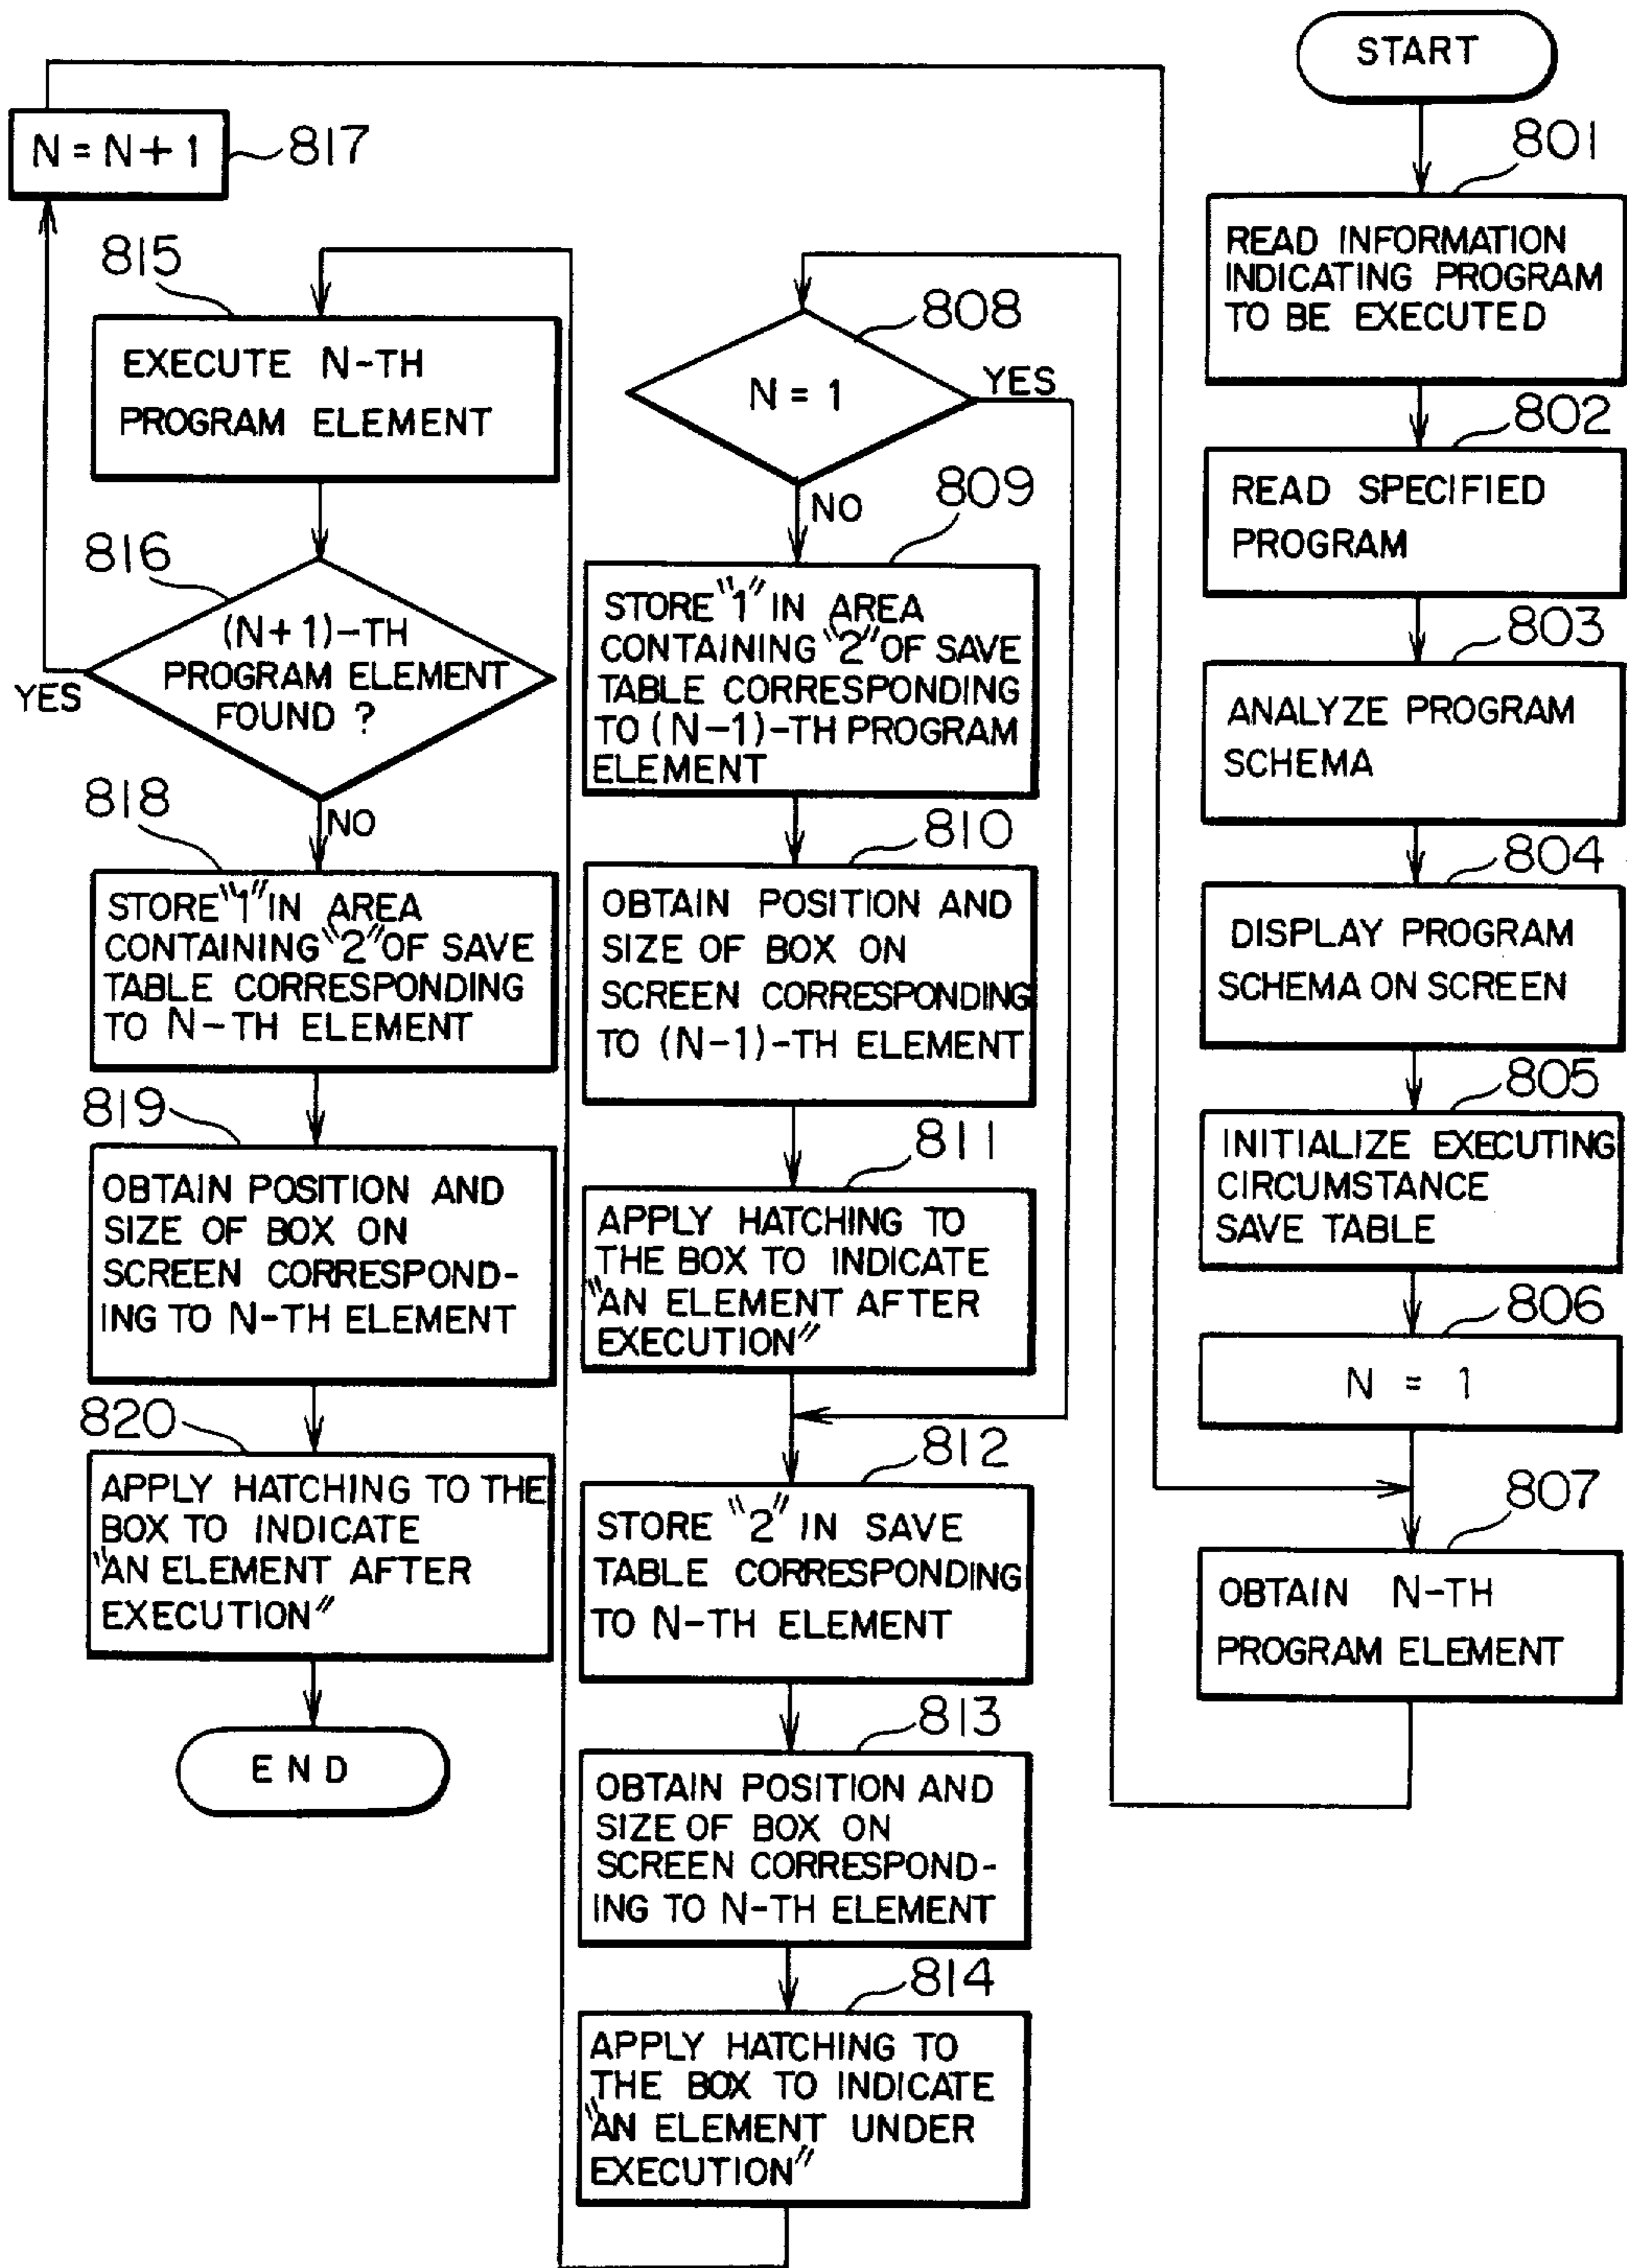 START
801
READ INFORMATION
INDICATING PROGRAM
TO BE EXECUTED
802
READ SPECIFIED
PROGRAM
803
ANALYZE PROGRAM
SCHEMA
804
DISPLAY PROGRAM
SCHEMA ON SCREEN
805
INITIALIZE EXECUTING
CIRCUMSTANCE
SAVE TABLE
806
N = 1
807
OBTAIN N-TH
PROGRAM ELEMENT
808
N = 1
YES
NO
809
STORE "1" IN AREA
CONTAINING "2" OF SAVE
TABLE CORRESPONDING
TO (N-1)-TH PROGRAM
ELEMENT
810
OBTAIN POSITION AND
SIZE OF BOX ON
SCREEN CORRESPONDING
TO (N-1)-TH ELEMENT
811
APPLY HATCHING TO
THE BOX TO INDICATE
"AN ELEMENT AFTER
EXECUTION"
812
STORE "2" IN SAVE
TABLE CORRESPONDING
TO N-TH ELEMENT
813
OBTAIN POSITION AND
SIZE OF BOX ON
SCREEN CORRESPOND-
ING TO N-TH ELEMENT
814
APPLY HATCHING TO
THE BOX TO INDICATE
"AN ELEMENT UNDER
EXECUTION"
815
EXECUTE N-TH
PROGRAM ELEMENT
816
(N+1)-TH
PROGRAM ELEMENT
FOUND ?
YES
NO
N = N + 1
817
818
STORE "1" IN AREA
CONTAINING "2" OF SAVE
TABLE CORRESPONDING
TO N-TH ELEMENT
819
OBTAIN POSITION AND
SIZE OF BOX ON
SCREEN CORRESPOND-
ING TO N-TH ELEMENT
820
APPLY HATCHING TO THE
BOX TO INDICATE
"AN ELEMENT AFTER
EXECUTION"
END